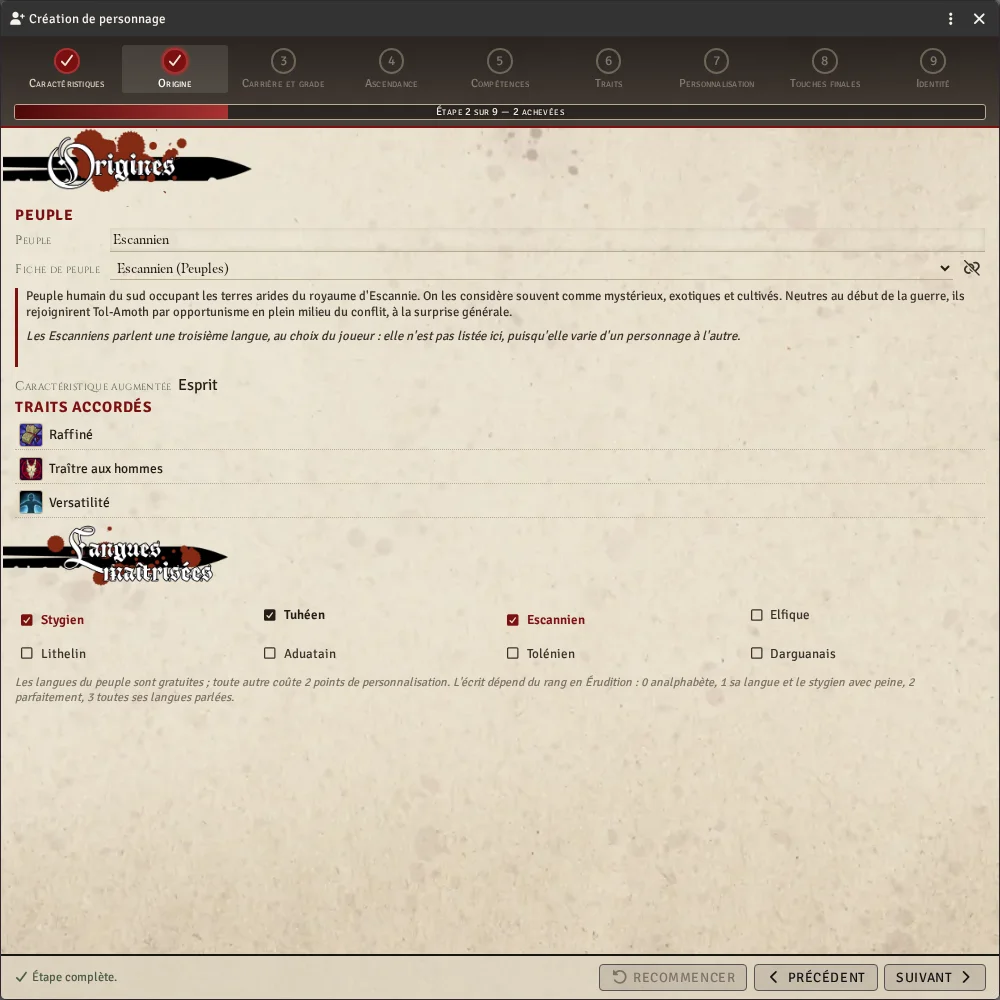 Création de personnage
Caractéristiques
Origine
3
Carrière et grade
4
Ascendance
5
Compétences
6
Traits
7
Personnalisation
8
Touches finales
9
Identité
Étape 2 sur 9 — 2 achevées
Origines
PEUPLE
Peuple Escannien
Fiche de peuple Escannien (Peuples)
Peuple humain du sud occupant les terres arides du royaume d'Escannie. On les considère souvent comme mystérieux, exotiques et cultivés. Neutres au début de la guerre, ils
rejoignirent Tol-Amoth par opportunisme en plein milieu du conflit, à la surprise générale.
Les Escanniens parlent une troisième langue, au choix du joueur : elle n'est pas listée ici, puisqu'elle varie d'un personnage à l'autre.
Caractéristique augmentée Esprit
TRAITS ACCORDÉS
Raffiné
Traître aux hommes
Versatilité
Langues
maîtrisées
Stygien Tuhéen Escannien Elfique
Lithelin Aduatain Tolénien Darguanais
Les langues du peuple sont gratuites ; toute autre coûte 2 points de personnalisation. L'écrit dépend du rang en Érudition : 0 analphabète, 1 sa langue et le stygien avec peine, 2
parfaitement, 3 toutes ses langues parlées.
Étape complète.
RECOMMENCER
PRÉCÉDENT
SUIVANT